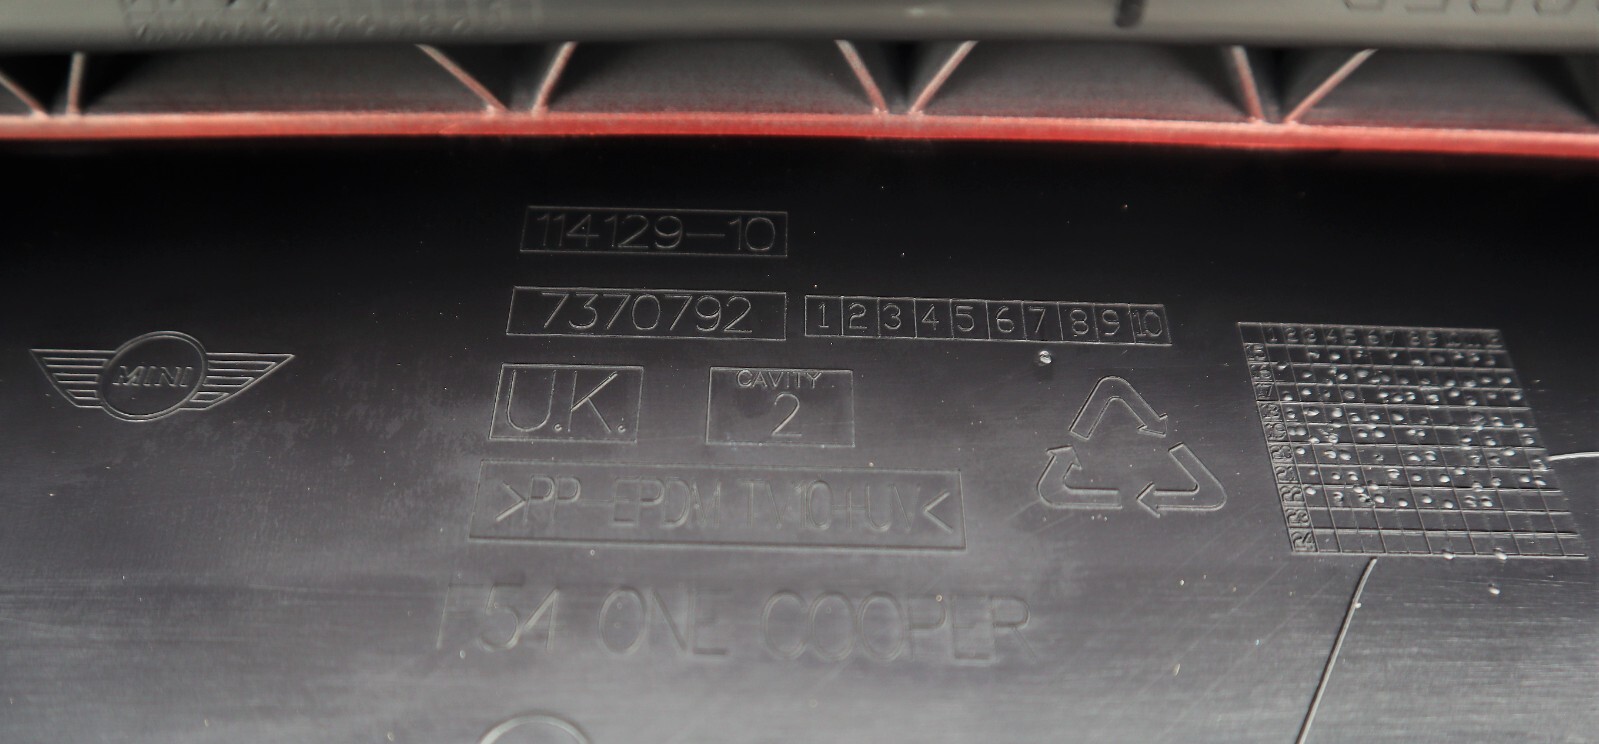 114129-10
7370792 1 2 3 4 5 6 7 8 9 10
MINI
U.K. CAVITY 2
>PP-EPDM TV10+UV<
F54 ONE COOPER